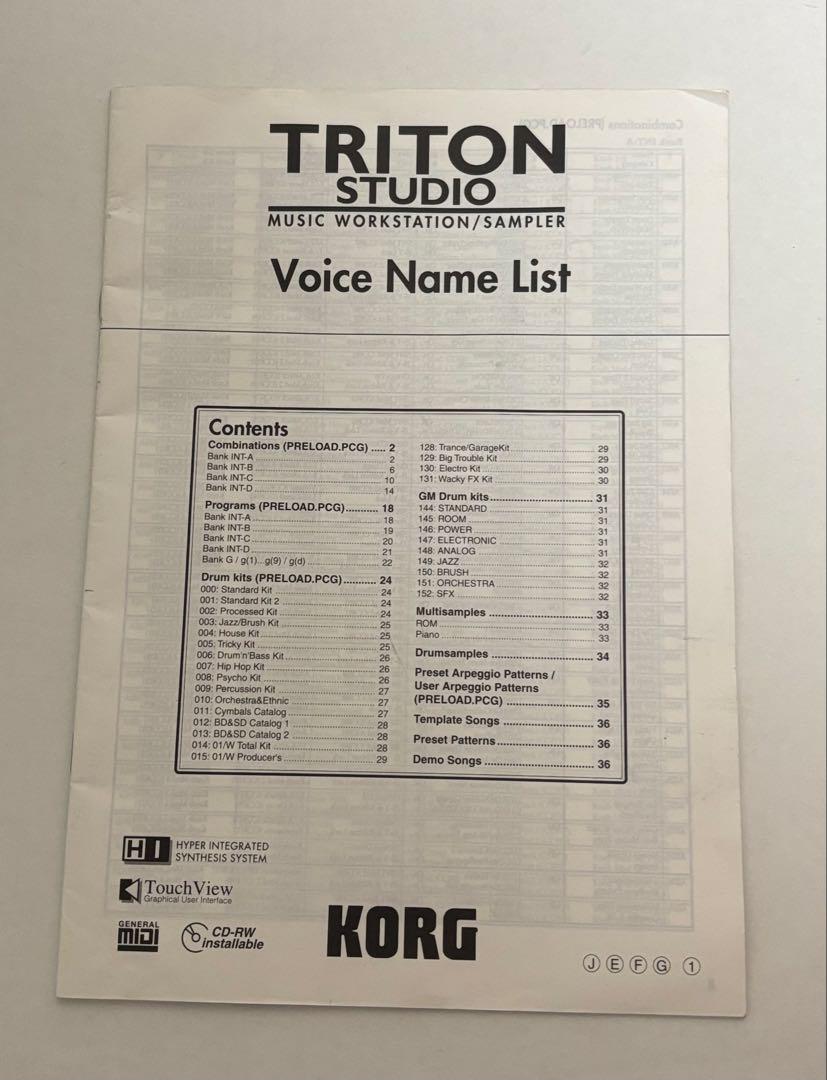 TRITON
STUDIO
MUSIC WORKSTATION/SAMPLER
Voice Name List
Contents
Combinations (PRELOAD.PCG) ..... 2
Bank INT-A ..... 2
Bank INT-B ..... 6
Bank INT-C ..... 10
Bank INT-D ..... 14
Programs (PRELOAD.PCG) ..... 18
Bank INT-A ..... 18
Bank INT-B ..... 19
Bank INT-C ..... 20
Bank INT-D ..... 21
Bank G / g(1)...g(9) / g(d) ..... 22
Drum kits (PRELOAD.PCG) ..... 24
000: Standard Kit ..... 24
001: Standard Kit 2 ..... 24
002: Processed Kit ..... 24
003: Jazz/Brush Kit ..... 25
004: House Kit ..... 25
005: Tricky Kit ..... 25
006: Drum'n'Bass Kit ..... 26
007: Hip Hop Kit ..... 26
008: Psycho Kit ..... 26
009: Percussion Kit ..... 27
010: Orchestra&Ethnic ..... 27
011: Cymbals Catalog ..... 27
012: BD&SD Catalog 1 ..... 28
013: BD&SD Catalog 2 ..... 28
014: 01/W Total Kit ..... 28
015: 01/W Producer's ..... 29
128: Trance/GarageKit ..... 29
129: Big Trouble Kit ..... 29
130: Electro Kit ..... 30
131: Wacky FX Kit ..... 30
GM Drum kits ..... 31
144: STANDARD ..... 31
145: ROOM ..... 31
146: POWER ..... 31
147: ELECTRONIC ..... 31
148: ANALOG ..... 31
149: JAZZ ..... 32
150: BRUSH ..... 32
151: ORCHESTRA ..... 32
152: SFX ..... 32
Multisamples ..... 33
ROM ..... 33
Piano ..... 33
Drumsamples ..... 34
Preset Arpeggio Patterns /
User Arpeggio Patterns
(PRELOAD.PCG) ..... 35
Template Songs ..... 36
Preset Patterns ..... 36
Demo Songs ..... 36
HI HYPER INTEGRATED
SYNTHESIS SYSTEM
TouchView
Graphical User Interface
GENERAL
MIDI
CD-RW
installable
KORG
J E F G 1